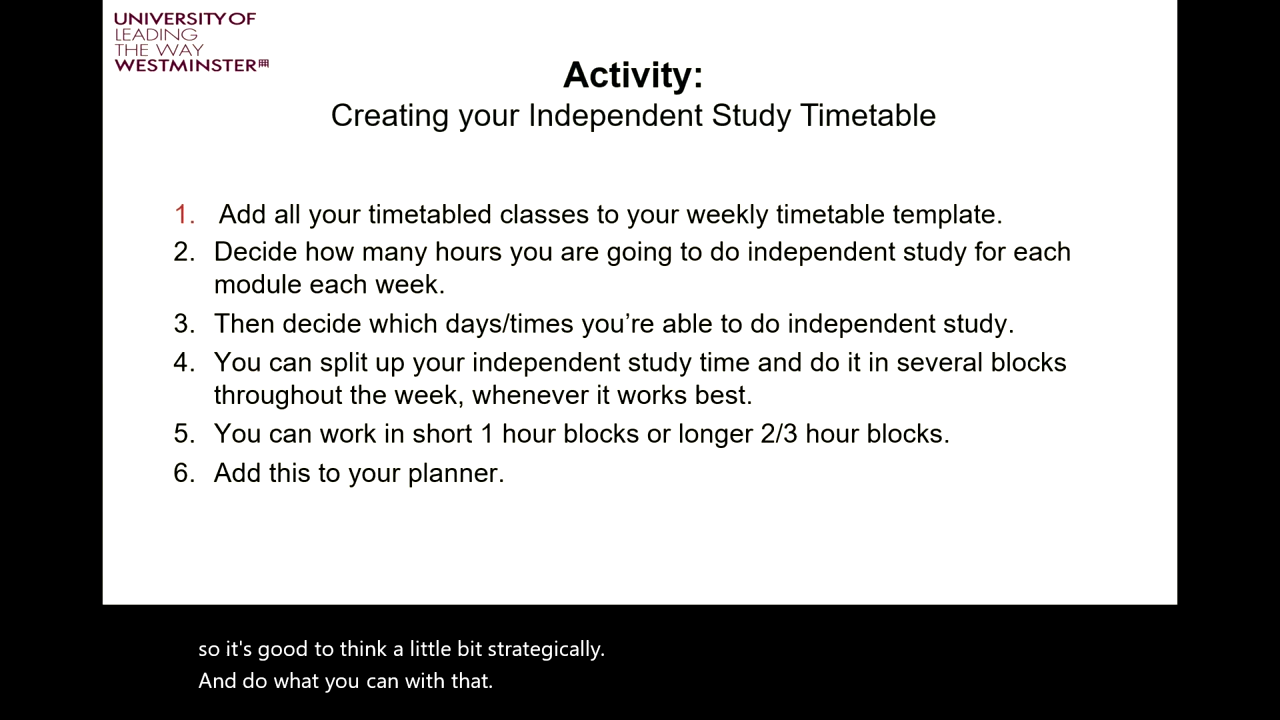 UNIVERSITY OF
LEADING
THE WAY
WESTMINSTER
Activity:
Creating your Independent Study Timetable
1. Add all your timetabled classes to your weekly timetable template.
2. Decide how many hours you are going to do independent study for each
module each week.
3. Then decide which days/times you’re able to do independent study.
4. You can split up your independent study time and do it in several blocks
throughout the week, whenever it works best.
5. You can work in short 1 hour blocks or longer 2/3 hour blocks.
6. Add this to your planner.
so it's good to think a little bit strategically.
And do what you can with that.